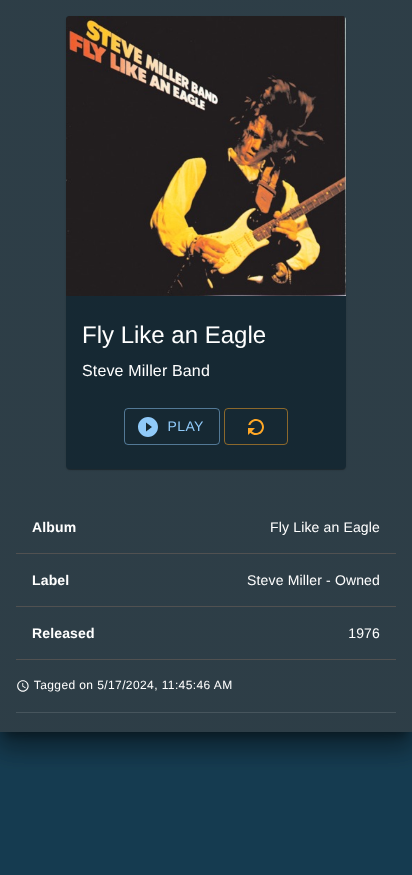 STEVE MILLER BAND
FLY LIKE AN EAGLE
Fly Like an Eagle
Steve Miller Band
PLAY
Album Fly Like an Eagle
Label Steve Miller - Owned
Released 1976
Tagged on 5/17/2024, 11:45:46 AM